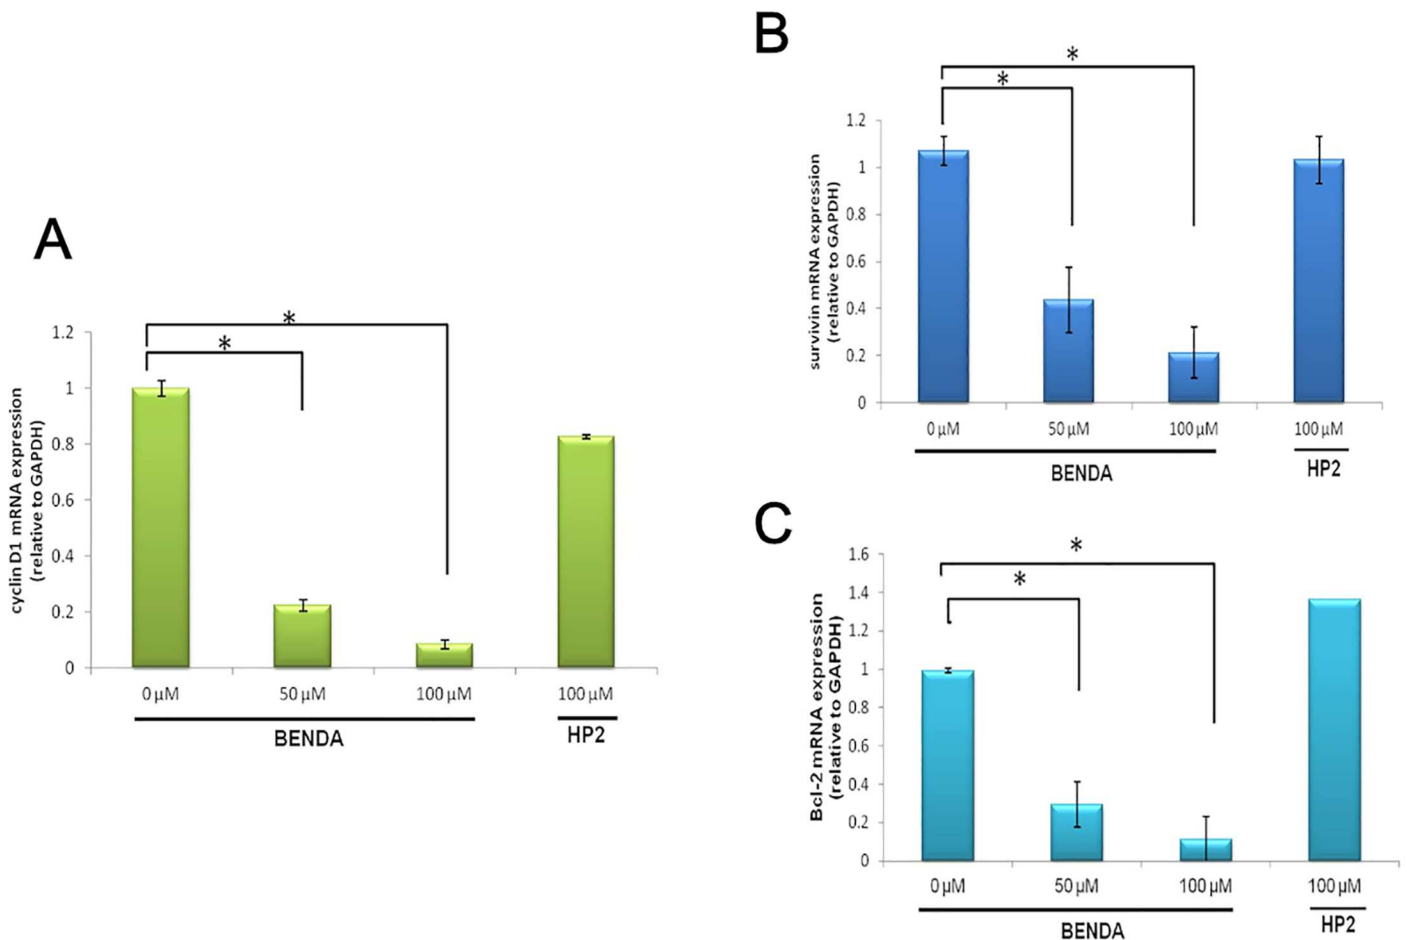 A
cyclin D1 mRNA expression
(relative to GAPDH)
1.2
1
0.8
0.6
0.4
0.2
0
*
*
0 µM 50 µM 100 µM 100 µM
BENDA HP2
B
survivin mRNA expression
(relative to GAPDH)
1.2
1
0.8
0.6
0.4
0.2
0
*
*
0 µM 50 µM 100 µM 100 µM
BENDA HP2
C
Bcl-2 mRNA expression
(relative to GAPDH)
1.6
1.4
1.2
1
0.8
0.6
0.4
0.2
0
*
*
0 µM 50 µM 100 µM 100 µM
BENDA HP2